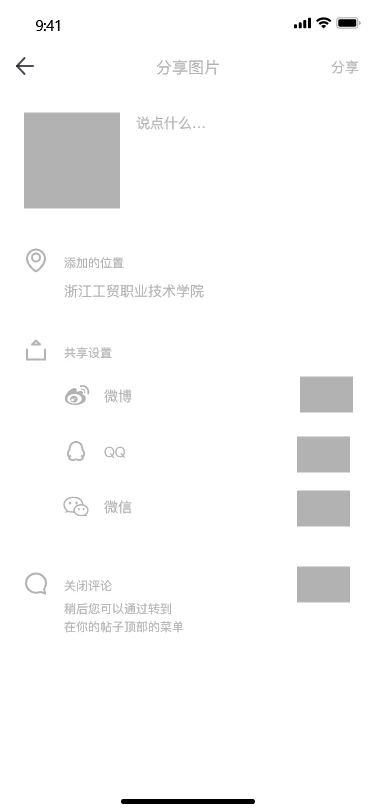 9:41
分享图片
分享
说点什么...
添加的位置
浙江工贸职业技术学院
共享设置
微博
QQ
微信
关闭评论
稍后您可以通过转到
在你的帖子顶部的菜单